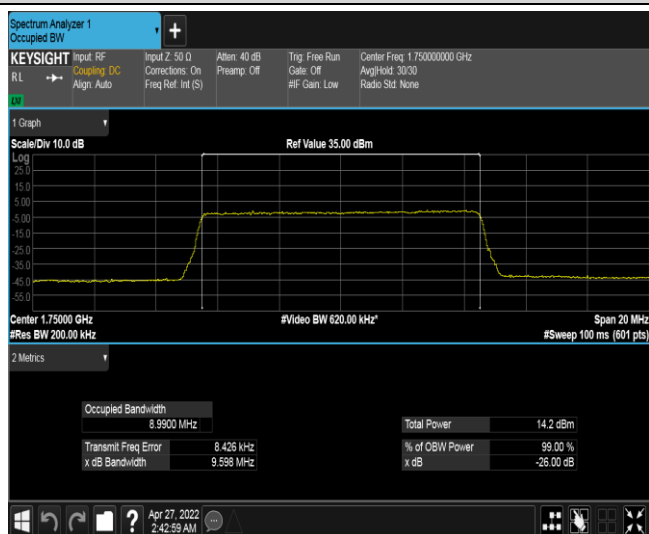 Spectrum Analyzer 1
Occupied BW
+
KEYSIGHT Input: RF Input Z: 50 Ω Atten: 40 dB Trig: Free Run Center Freq: 1.750000000 GHz
RL Coupling: DC Corrections: On Preamp: Off Gate: Off Avg|Hold: 30/30
Align: Auto Freq Ref: Int (S) #IF Gain: Low Radio Std: None
LXI
1 Graph
Scale/Div 10.0 dB Ref Value 35.00 dBm
Log
25.0
15.0
5.00
-5.00
-15.0
-25.0
-35.0
-45.0
-55.0
Center 1.75000 GHz #Video BW 620.00 kHz* Span 20 MHz
#Res BW 200.00 kHz #Sweep 100 ms (601 pts)
2 Metrics
Occupied Bandwidth
8.9900 MHz Total Power 14.2 dBm
Transmit Freq Error 8.426 kHz % of OBW Power 99.00 %
x dB Bandwidth 9.598 MHz x dB -26.00 dB
? Apr 27, 2022
2:42:59 AM